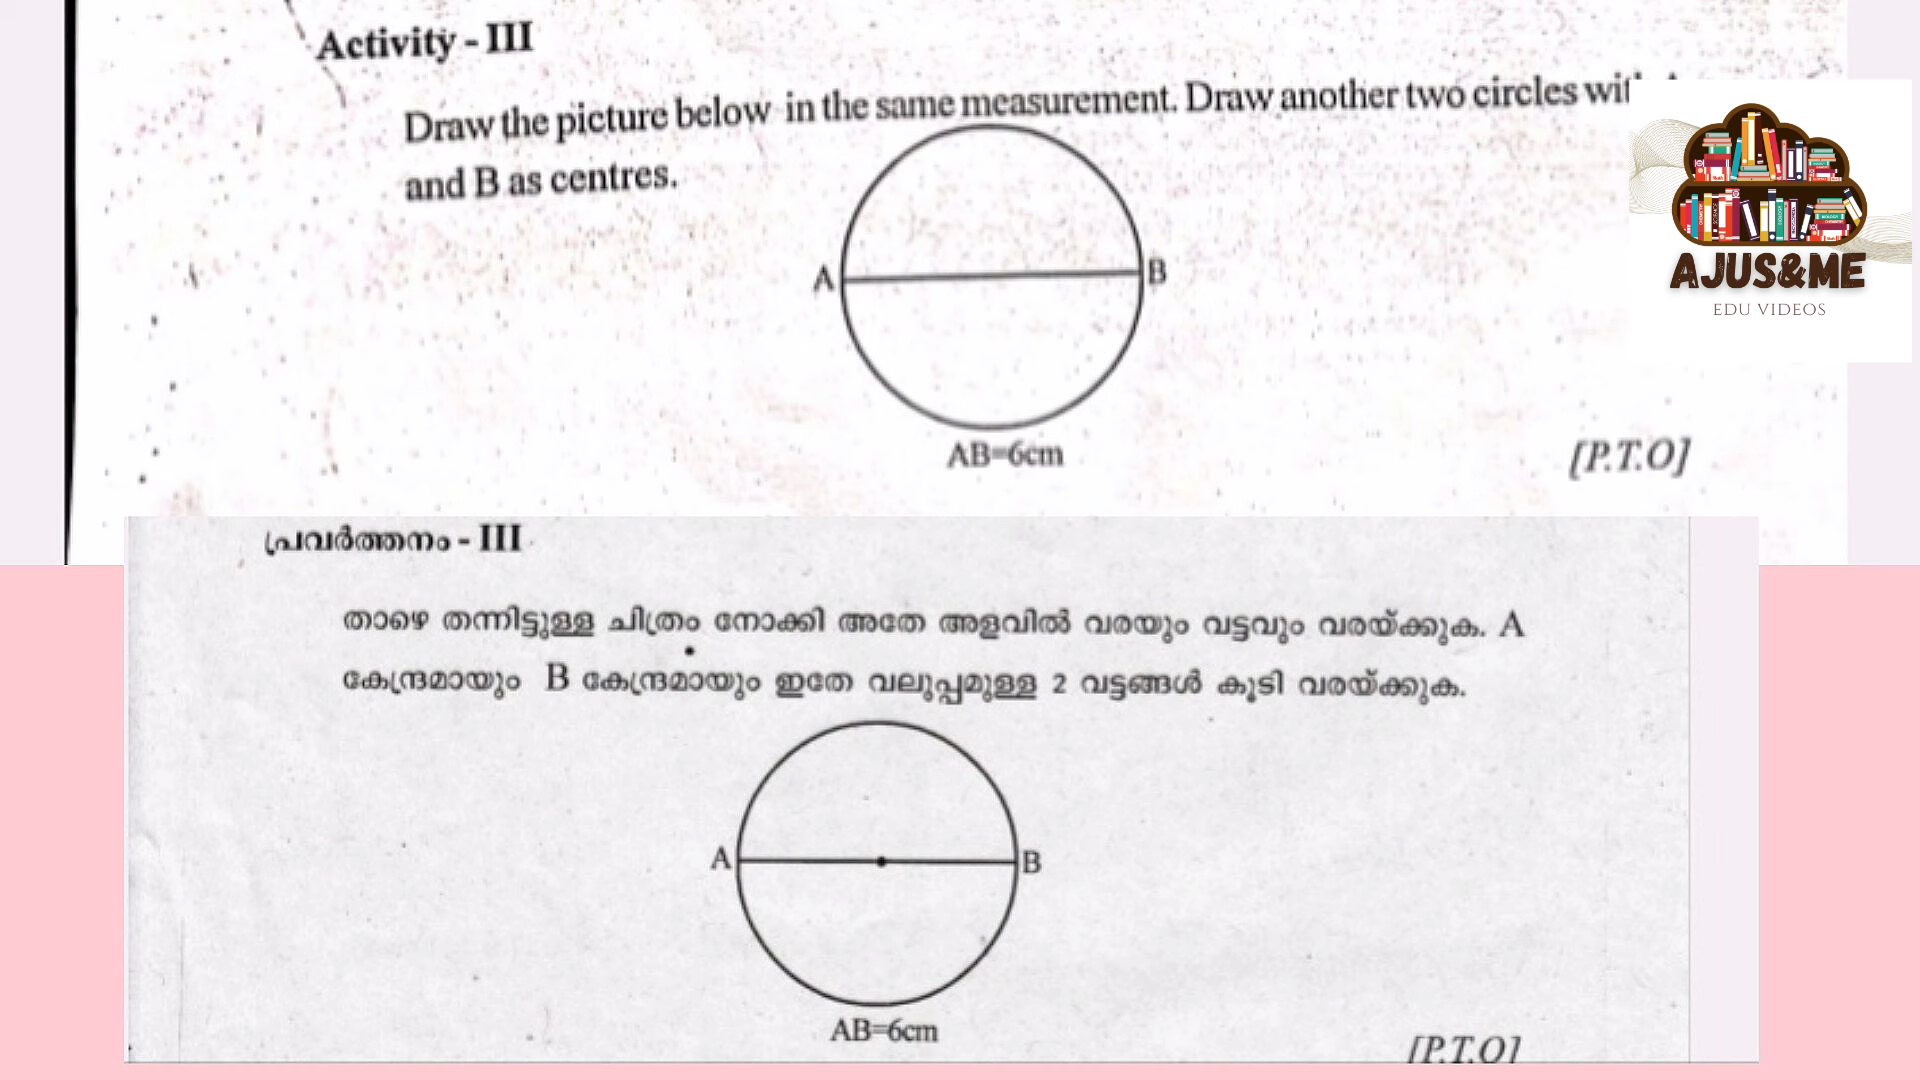 Activity - III
Draw the picture below in the same measurement. Draw another two circles
and B as centres.
A
B
AB=6cm
[P.T.O]
AJUS&ME
EDU VIDEOS
പ്രവർത്തനം - III
താഴെ തന്നിട്ടുള്ള ചിത്രം നോക്കി അതേ അളവിൽ വരയും വട്ടവും വരയ്ക്കുക. A
കേന്ദ്രമായും B കേന്ദ്രമായും ഇതേ വലുപ്പമുള്ള 2 വട്ടങ്ങൾ കൂടി വരയ്ക്കുക.
A
B
AB=6cm
[P.T.O]